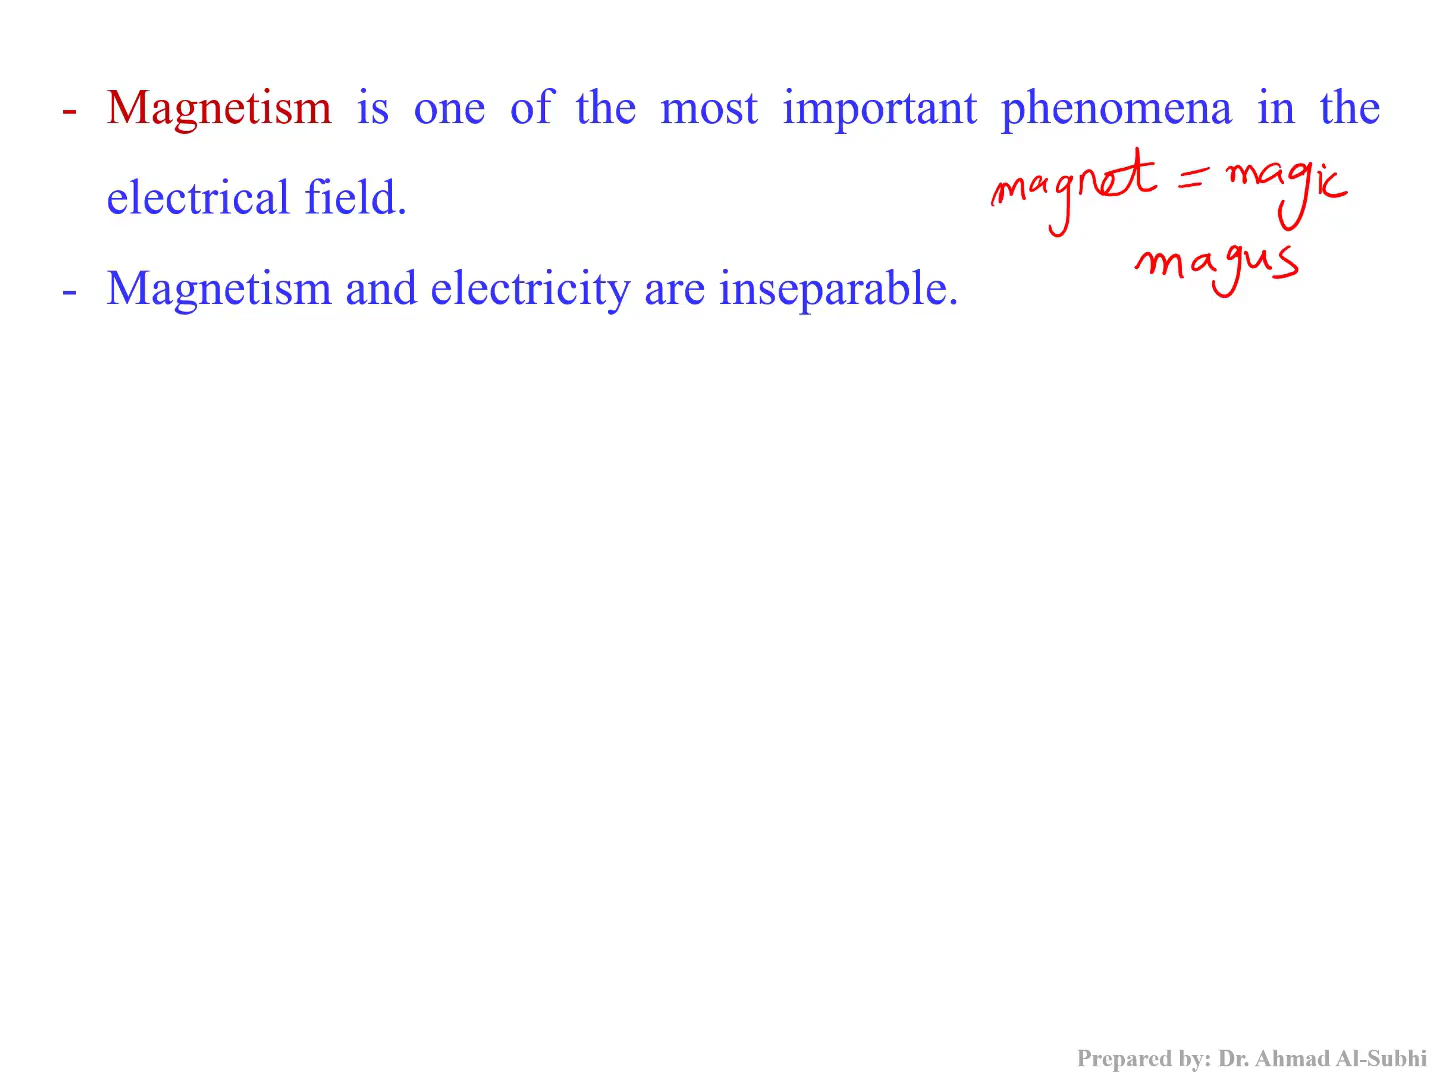 - Magnetism is one of the most important phenomena in the
electrical field.
magnet = magic
magus
- Magnetism and electricity are inseparable.
Prepared by: Dr. Ahmad Al-Subhi